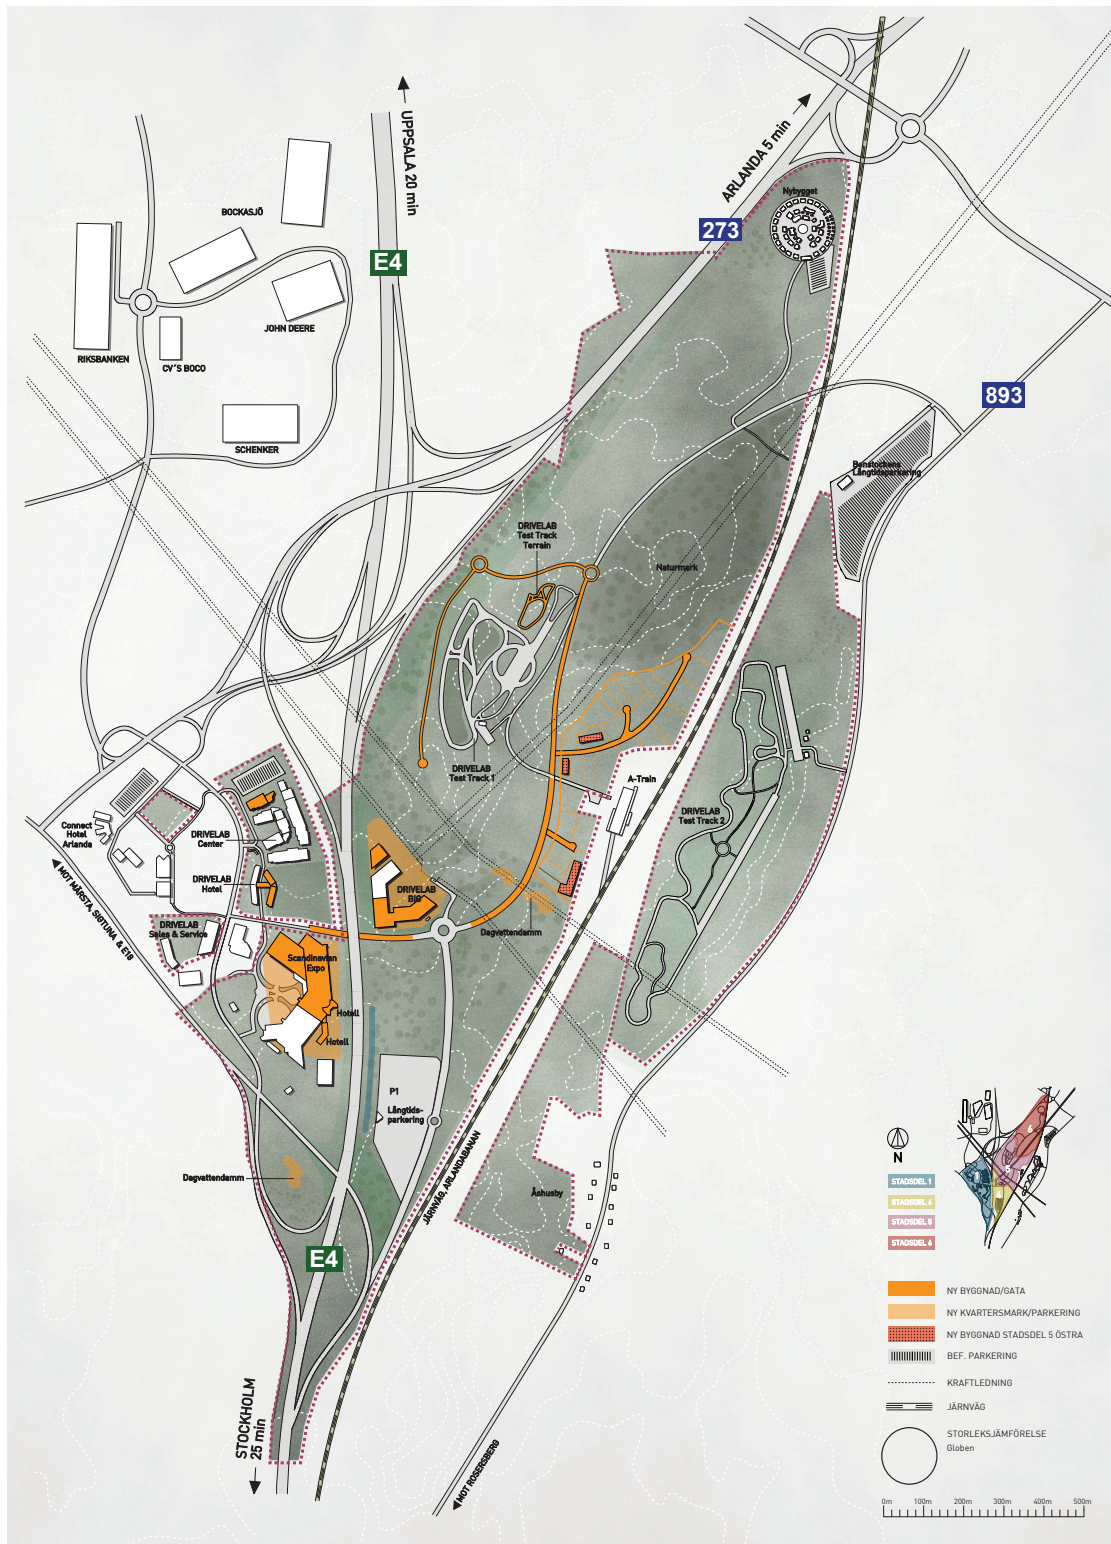 UPPSALA 20 min
ARLANDA 5 min
Nybygget
BOCKASJÖ
273
E4
JOHN DEERE
RIKSBANKEN
CV´S BOCO
893
SCHENKER
Benstockens
Långtidsparkering
DRIVELAB
Test Track
Terrain
Naturmark
DRIVELAB
Test Track 1
A-Train
Connect
Hotel
Arlanda
DRIVELAB
Center
DRIVELAB
Test Track 2
DRIVELAB
Hotel
DRIVELAB
BIG
MOT MÄRSTA, SIGTUNA & E18
DRIVELAB
Sales & Service
Dagvattendamm
Scandinavian
Expo
Hotell
Hotell
P1
Långtids-
parkering
JÄRNVÄG, ARLANDABANAN
Dagvattendamm
Åshusby
E4
STOCKHOLM
25 min
MOT ROSERSBERG
6
5
4
N
STADSDEL 1
STADSDEL 4
STADSDEL 5
STADSDEL 6
NY BYGGNAD/GATA
NY KVARTERSMARK/PARKERING
NY BYGGNAD STADSDEL 5 ÖSTRA
BEF. PARKERING
KRAFTLEDNING
JÄRNVÄG
STORLEKSJÄMFÖRELSE
Globen
0m 100m 200m 300m 400m 500m